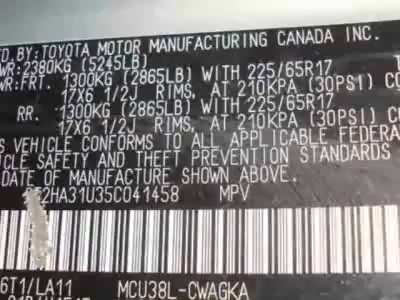 FD. BY: TOYOTA MOTOR MANUFACTURING CANADA INC.
WR: 2380KG (5245LB)
WR: FRT. 1300KG (2865LB) WITH 225/65R17
17X6 1/2J RIMS, AT 210KPA (30PSI) C
RR. 1300KG (2865LB) WITH 225/65R17
17X6 1/2J RIMS, AT 210KPA (30PSI)
S VEHICLE CONFORMS TO ALL APPLICABLE FEDERA
CLE SAFETY AND THEFT PREVENTION STANDARDS
DATE OF MANUFACTURE SHOWN ABOVE.
2HA31U35C041458 MPV
6T1/LA11 MCU38L-CWAGKA